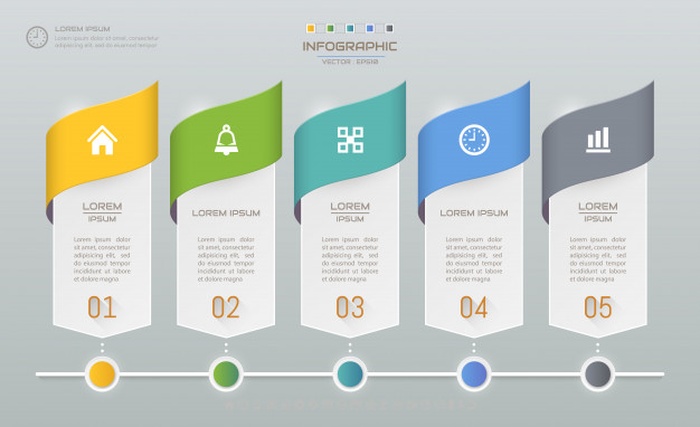 LOREM IPSUM
Lorem ipsum dolor sit amet, consectetur
adipiscing elit, sed do eiusmod tempor
INFOGRAPHIC
VECTOR EPS10
LOREM
IPSUM
Lorem ipsum dolor
sit amet, consectetur
adipisicing elit, sed
do eiusmod tempor
incididunt ut labore
et dolore magna
01
LOREM IPSUM
Lorem ipsum dolor
sit amet, consectetur
adipisicing elit, sed
do eiusmod tempor
incididunt ut labore
et dolore magna
02
LOREM
IPSUM
Lorem ipsum dolor
sit amet, consectetur
adipisicing elit, sed
do eiusmod tempor
incididunt ut labore
et dolore magna
03
LOREM IPSUM
Lorem ipsum dolor
sit amet, consectetur
adipisicing elit, sed
do eiusmod tempor
incididunt ut labore
et dolore magna
04
LOREM
IPSUM
Lorem ipsum dolor
sit amet, consectetur
adipisicing elit, sed
do eiusmod tempor
incididunt ut labore
et dolore magna
05